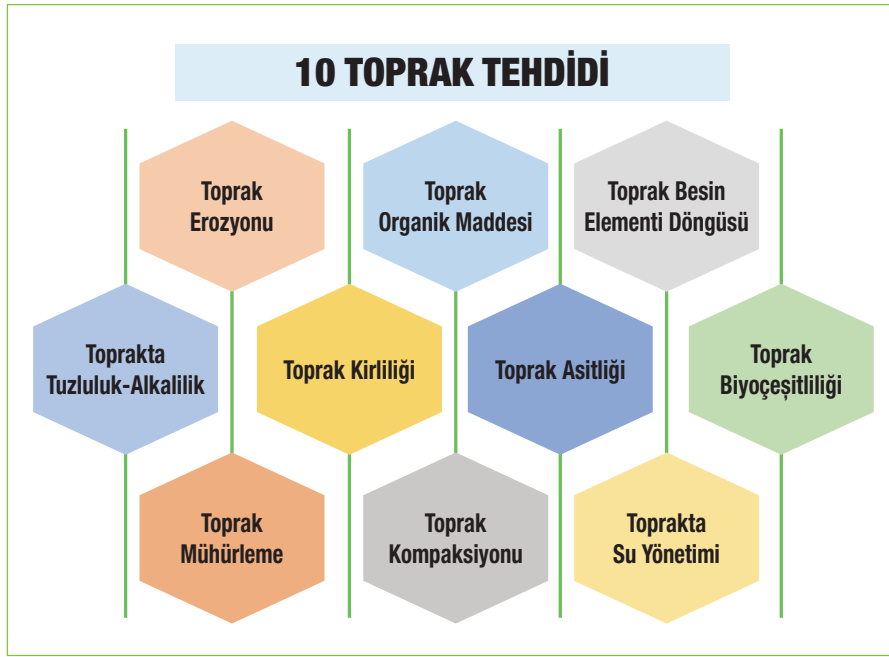 10 TOPRAK TEHDİDİ
Toprak
Erozyonu
Toprak
Organik Maddesi
Toprak Besin
Elementi Döngüsü
Toprakta
Tuzluluk-Alkalilik
Toprak Kirliliği
Toprak Asitliği
Toprak
Biyoçeşitliliği
Toprak
Mühürleme
Toprak
Kompaksiyonu
Toprakta
Su Yönetimi